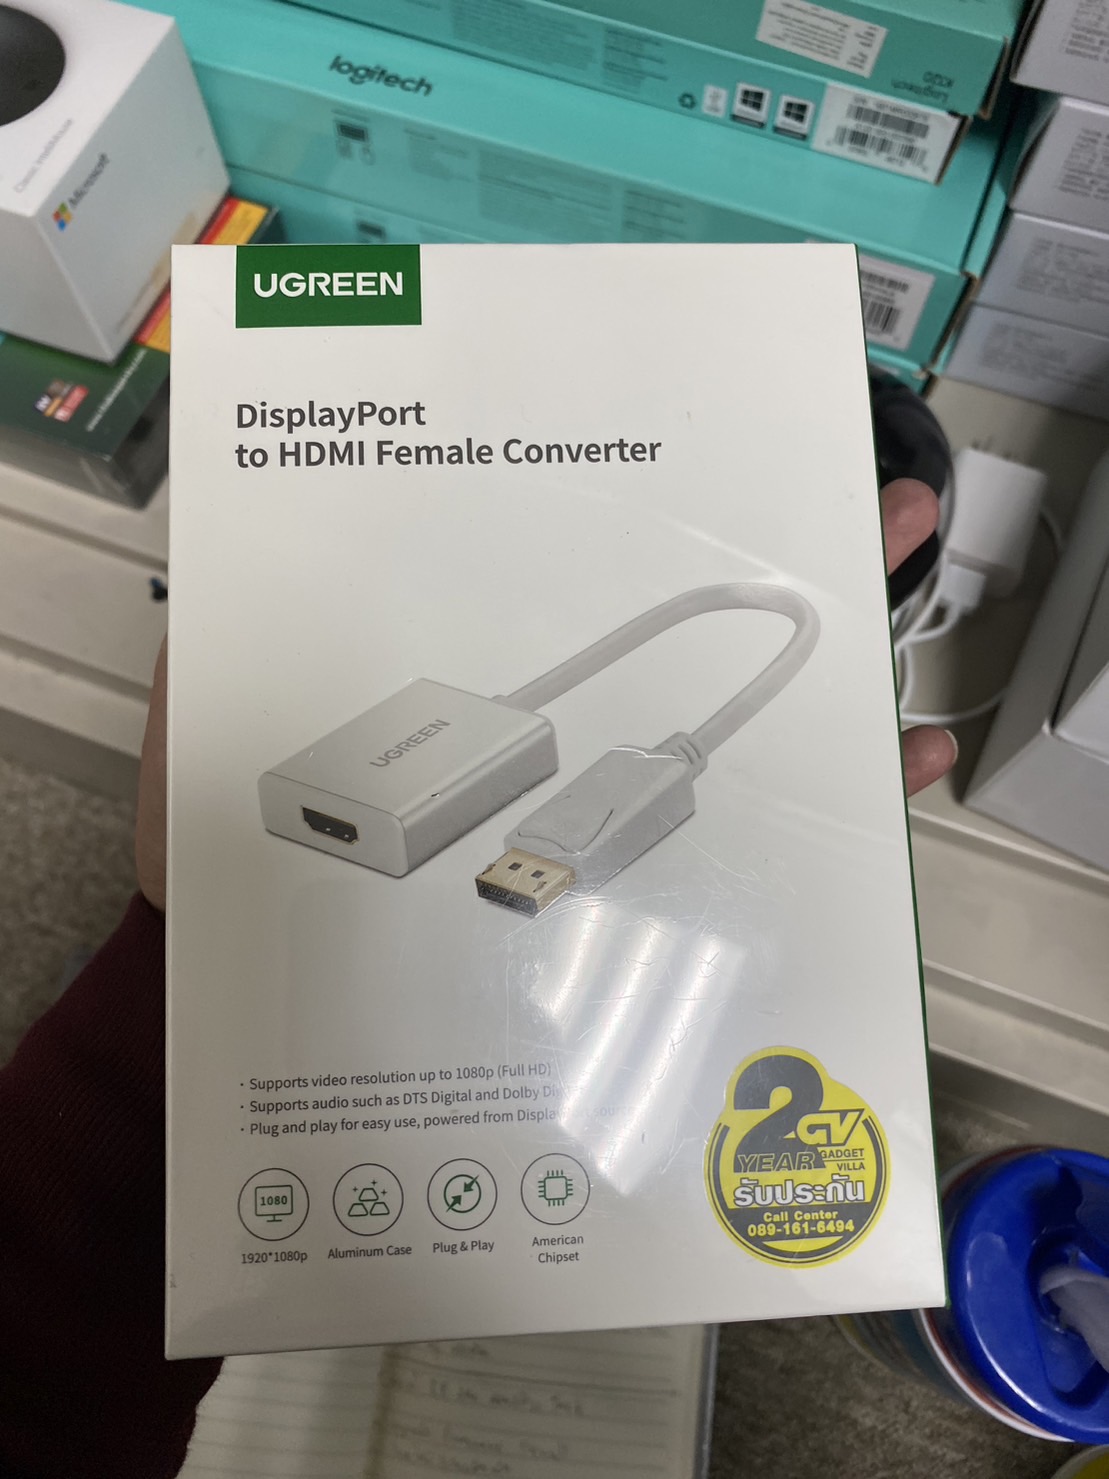 logitech
Microsoft
UGREEN
DisplayPort
to HDMI Female Converter
UGREEN
· Supports video resolution up to 1080p (Full HD)
· Supports audio such as DTS Digital and Dolby
· Plug and play for easy use, powered from
1080
1920*1080p
Aluminum Case
Plug & Play
American
Chipset
2
GV
YEAR
GADGET
VILLA
รับประกัน
Call Center
089-161-6494